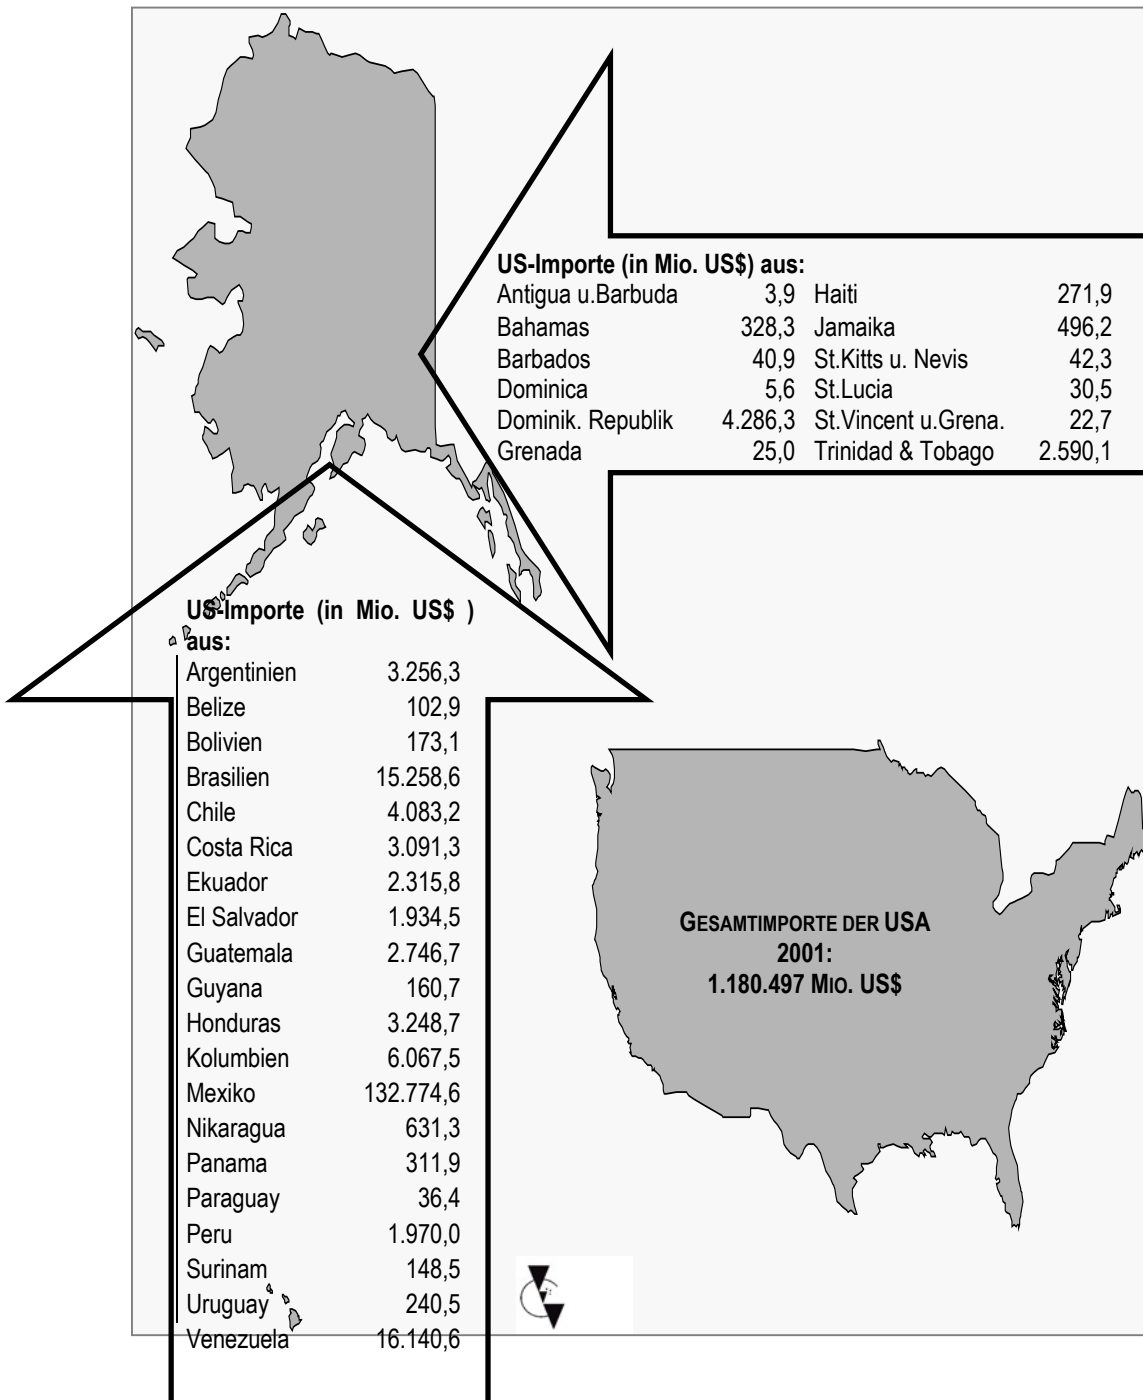 US-Importe (in Mio. US$) aus:
Antigua u.Barbuda 3,9 Haiti 271,9
Bahamas 328,3 Jamaika 496,2
Barbados 40,9 St.Kitts u. Nevis 42,3
Dominica 5,6 St.Lucia 30,5
Dominik. Republik 4.286,3 St.Vincent u.Grena. 22,7
Grenada 25,0 Trinidad & Tobago 2.590,1
US-Importe (in Mio. US$ )
aus:
Argentinien 3.256,3
Belize 102,9
Bolivien 173,1
Brasilien 15.258,6
Chile 4.083,2
Costa Rica 3.091,3
Ekuador 2.315,8
El Salvador 1.934,5
Guatemala 2.746,7
Guyana 160,7
Honduras 3.248,7
Kolumbien 6.067,5
Mexiko 132.774,6
Nikaragua 631,3
Panama 311,9
Paraguay 36,4
Peru 1.970,0
Surinam 148,5
Uruguay 240,5
Venezuela 16.140,6
GESAMTIMPORTE DER USA
2001:
1.180.497 MIO. US$